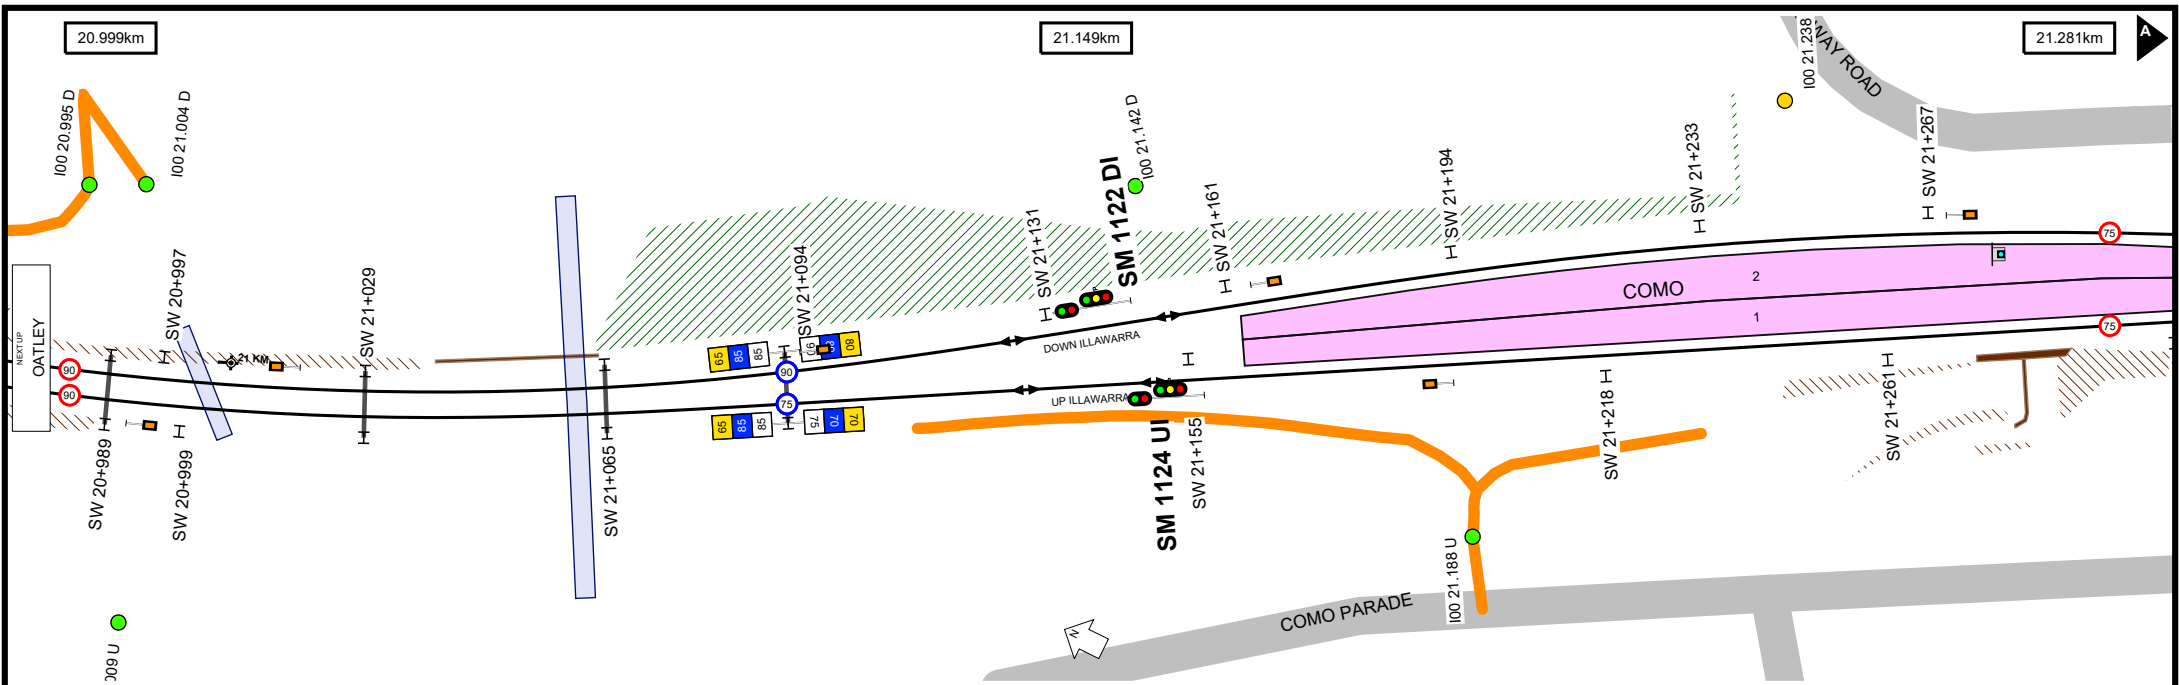 20.999km
21.149km
21.281km
A
I00 20.995 D
I00 21.004 D
I00 21.142 D
I00 21.238
WAY ROAD
SW 21+267
SW 21+233
SW 21+194
SW 21+161
SM 1122 DI
SW 21+131
SW 21+094
SW 21+029
SW 20+997
NEXT UP
OATLEY
21 KM
90
90
65
85
85
90
80
80
90
75
65
85
85
75
70
70
DOWN ILLAWARRA
UP ILLAWARRA
COMO
2
1
75
75
SW 20+989
SW 20+999
SW 21+065
SM 1124 UI
SW 21+155
SW 21+218
SW 21+261
I00 21.188 U
COMO PARADE
N
009 U